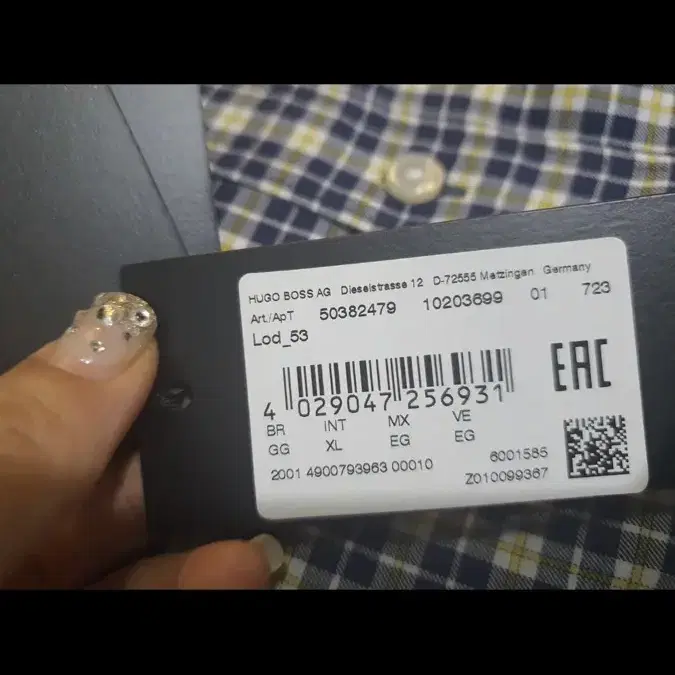 HUGO BOSS AG Dieselstrasse 12 D-72555 Metzingen Germany
Art./АрТ 50382479 10203699 01 723
Lod_53
EAC
4 029047 256931
BR INT MX VE
GG XL EG EG
2001 4900793963 00010 6001585
Z010099367